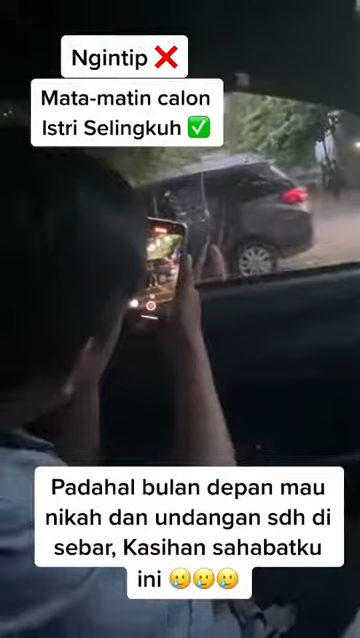 Ngintip ❌
Mata-matin calon
Istri Selingkuh ✅
Padahal bulan depan mau
nikah dan undangan sdh di
sebar, Kasihan sahabatku
ini 🥲🥲🥲